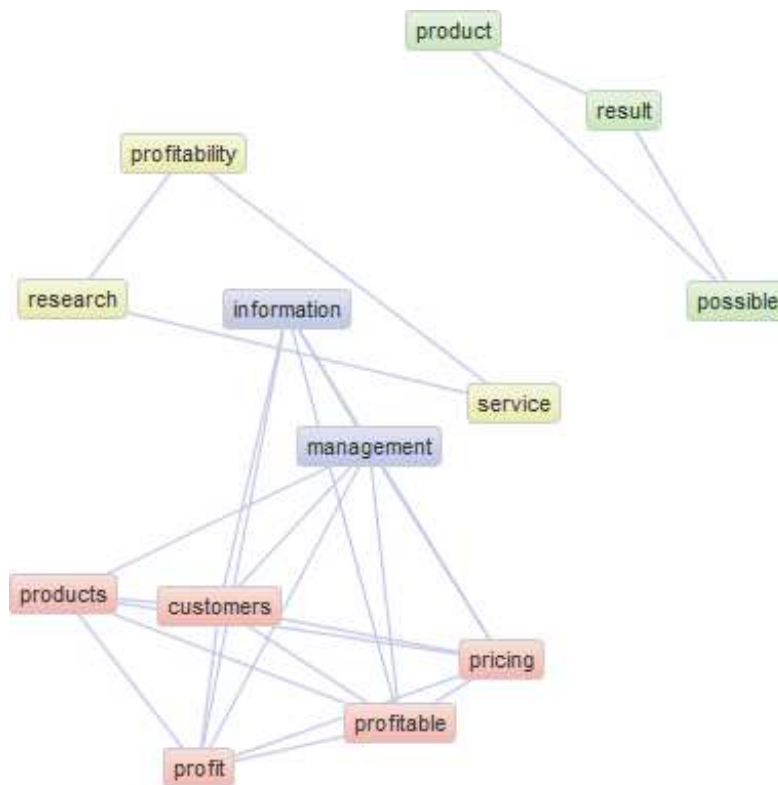 product
result
profitability
research
information
possible
service
management
products
customers
pricing
profitable
profit